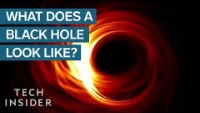 WHAT DOES A
BLACK HOLE
LOOK LIKE?
TECH
INSIDER